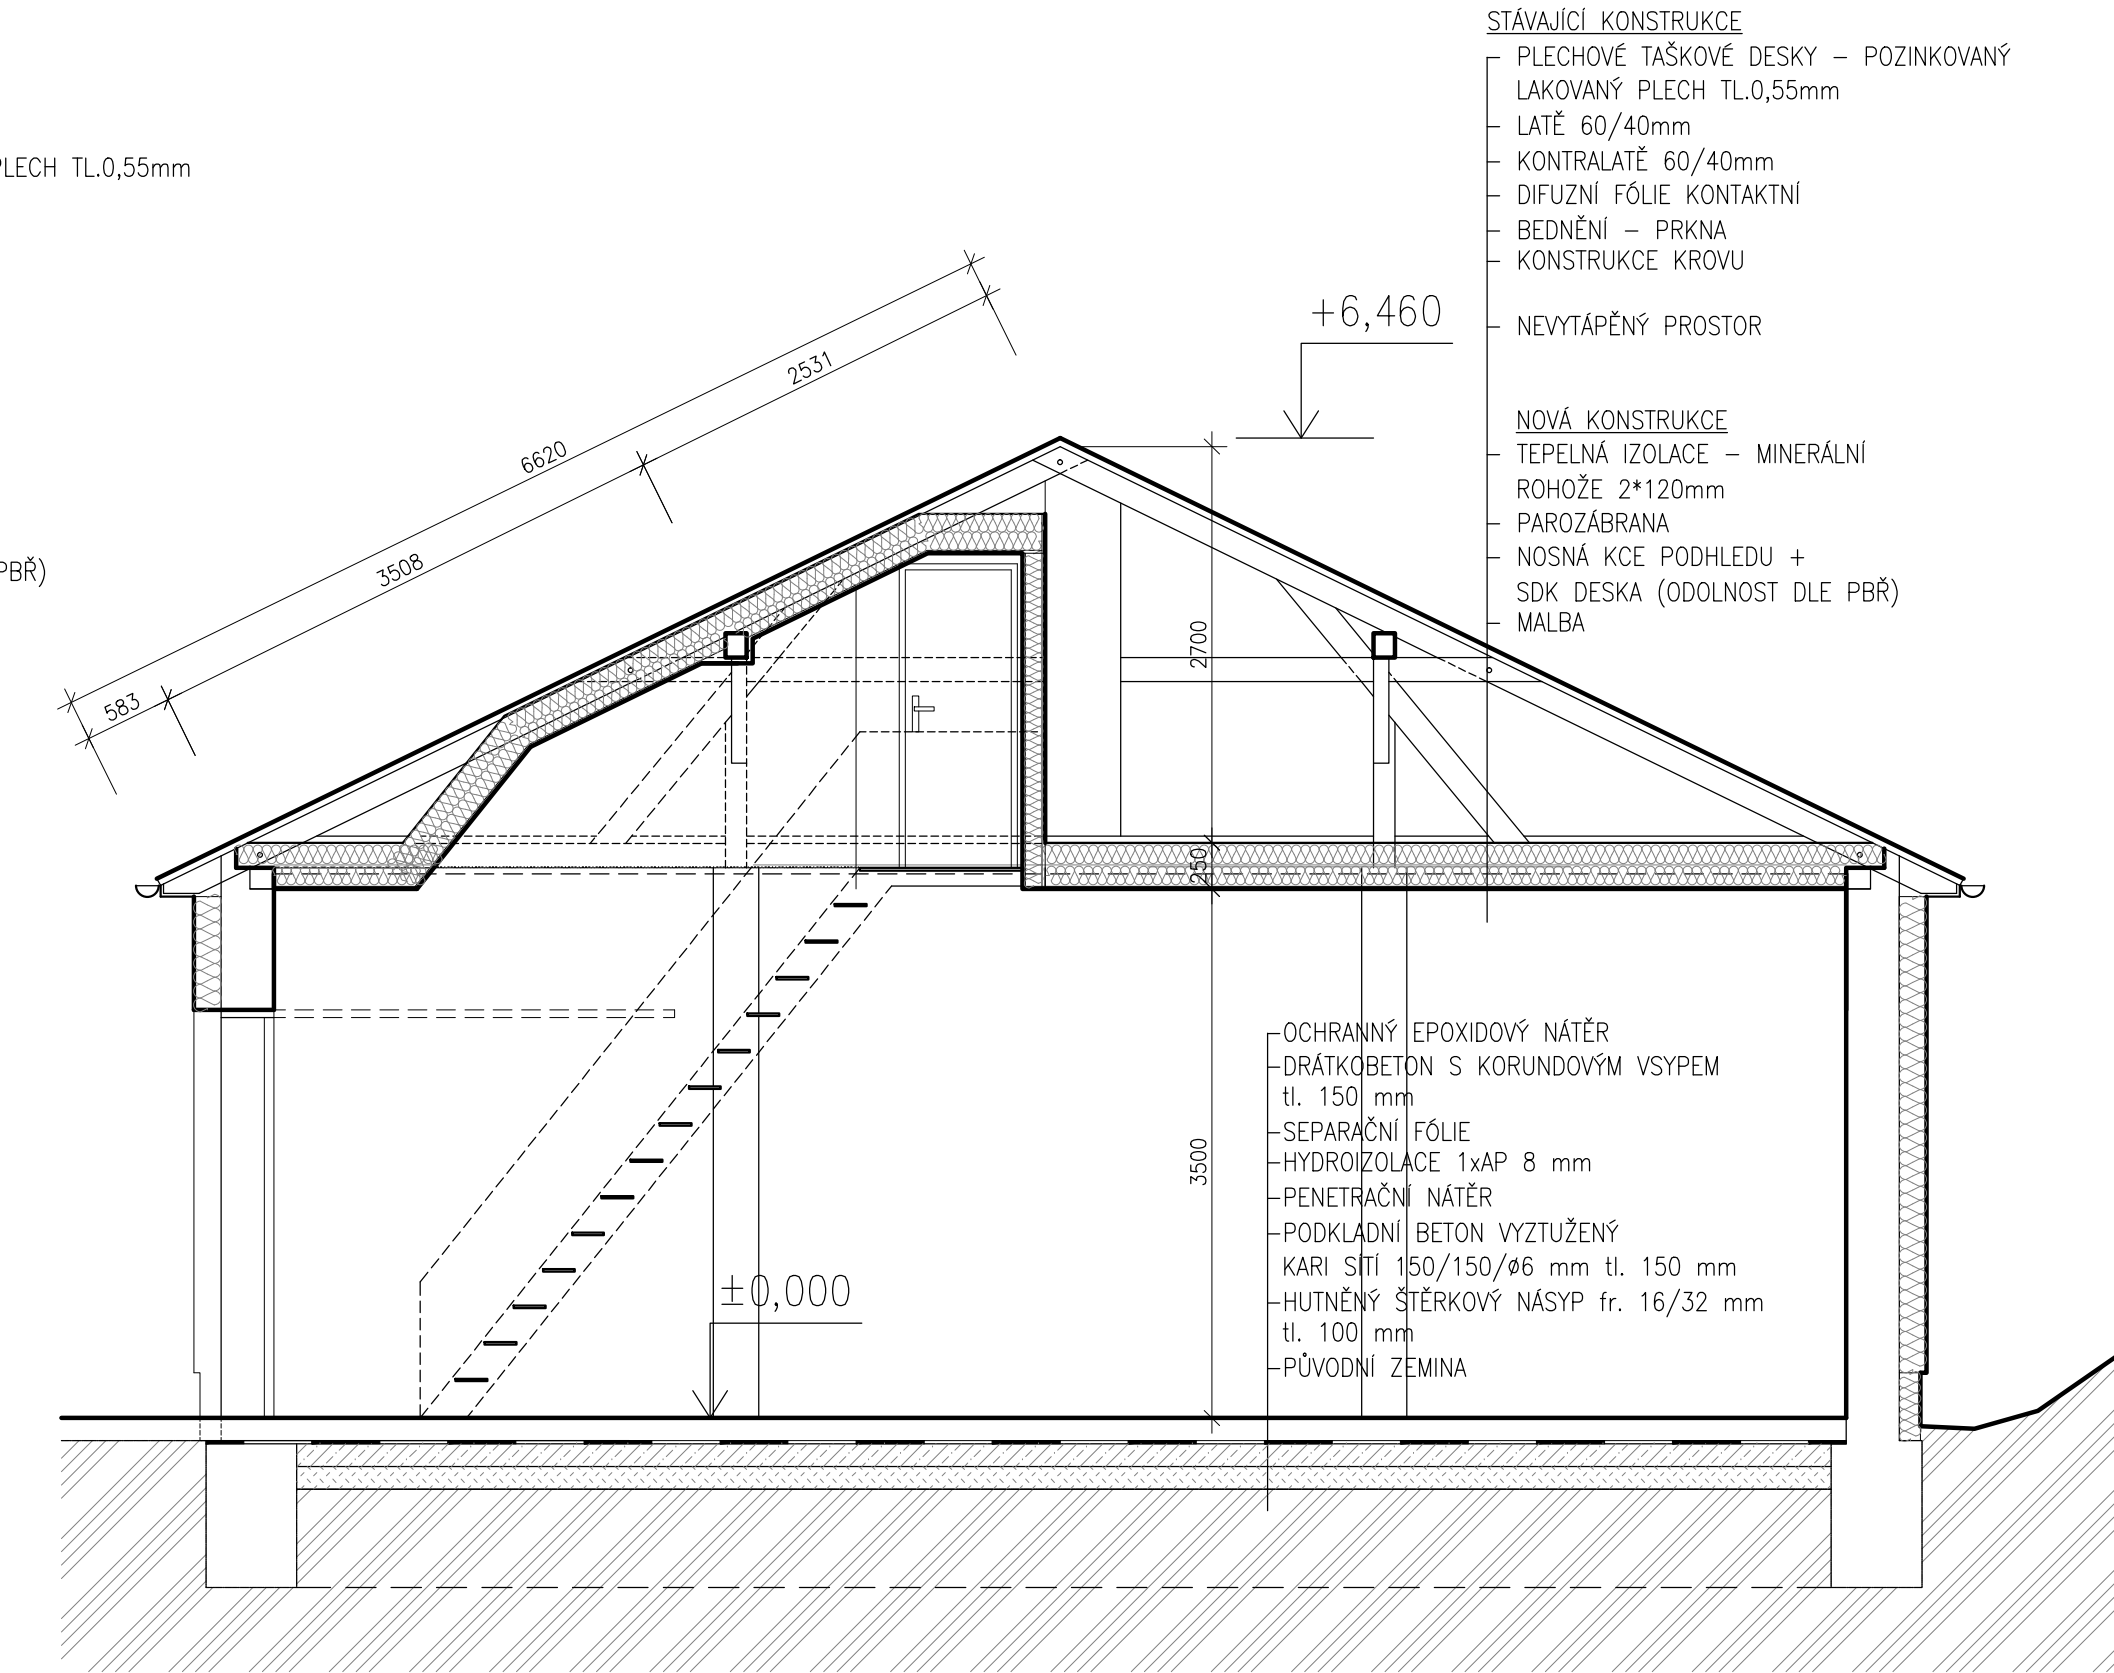 STÁVAJÍCÍ KONSTRUKCE
PLECHOVÉ TAŠKOVÉ DESKY – POZINKOVANÝ
LAKOVANÝ PLECH TL.0,55mm
LATĚ 60/40mm
KONTRALATĚ 60/40mm
DIFUZNÍ FÓLIE KONTAKTNÍ
BEDNĚNÍ – PRKNA
KONSTRUKCE KROVU
NEVYTÁPĚNÝ PROSTOR
NOVÁ KONSTRUKCE
TEPELNÁ IZOLACE – MINERÁLNÍ
ROHOŽE 2*120mm
PAROZÁBRANA
NOSNÁ KCE PODHLEDU +
SDK DESKA (ODOLNOST DLE PBŘ)
MALBA
PLECH TL.0,55mm
PBŘ)
+6,460
2531
6620
3508
583
2700
250
3500
±0,000
OCHRANNÝ EPOXIDOVÝ NÁTĚR
DRÁTKOBETON S KORUNDOVÝM VSYPEM
tl. 150 mm
SEPARAČNÍ FÓLIE
HYDROIZOLACE 1xAP 8 mm
PENETRAČNÍ NÁTĚR
PODKLADNÍ BETON VYZTUŽENÝ
KARI SÍTÍ 150/150/ø6 mm tl. 150 mm
HUTNĚNÝ ŠTĚRKOVÝ NÁSYP fr. 16/32 mm
tl. 100 mm
PŮVODNÍ ZEMINA